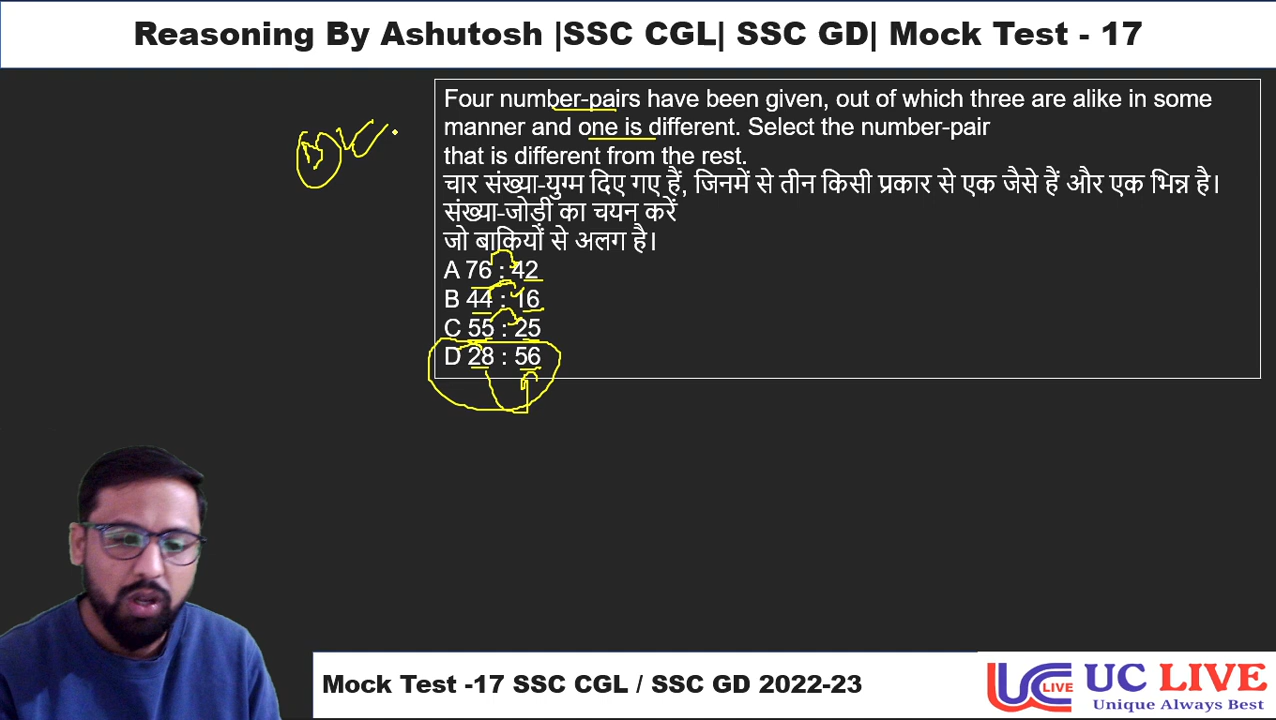 Reasoning By Ashutosh |SSC CGL| SSC GD| Mock Test - 17
Four number-pairs have been given, out of which three are alike in some
manner and one is different. Select the number-pair
that is different from the rest.
चार संख्या-युग्म दिए गए हैं, जिनमें से तीन किसी प्रकार से एक जैसे हैं और एक भिन्न है।
संख्या-जोड़ी का चयन करें
जो बाकियों से अलग है।
A 76 : 42
B 44 : 16
C 55 : 25
D 28 : 56
Mock Test -17 SSC CGL / SSC GD 2022-23
UC LIVE
UC LIVE
Unique Always Best